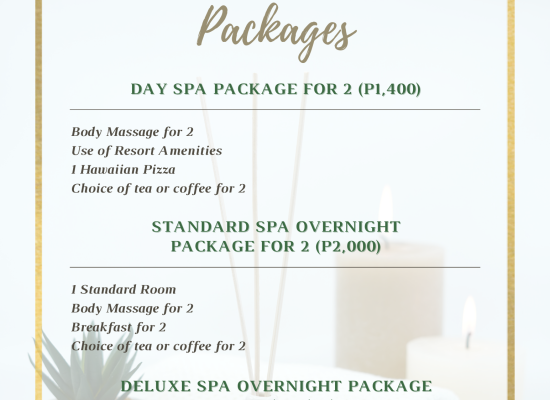 Packages
DAY SPA PACKAGE FOR 2 (P1,400)
Body Massage for 2
Use of Resort Amenities
1 Hawaiian Pizza
Choice of tea or coffee for 2
STANDARD SPA OVERNIGHT
PACKAGE FOR 2 (P2,000)
1 Standard Room
Body Massage for 2
Breakfast for 2
Choice of tea or coffee for 2
DELUXE SPA OVERNIGHT PACKAGE